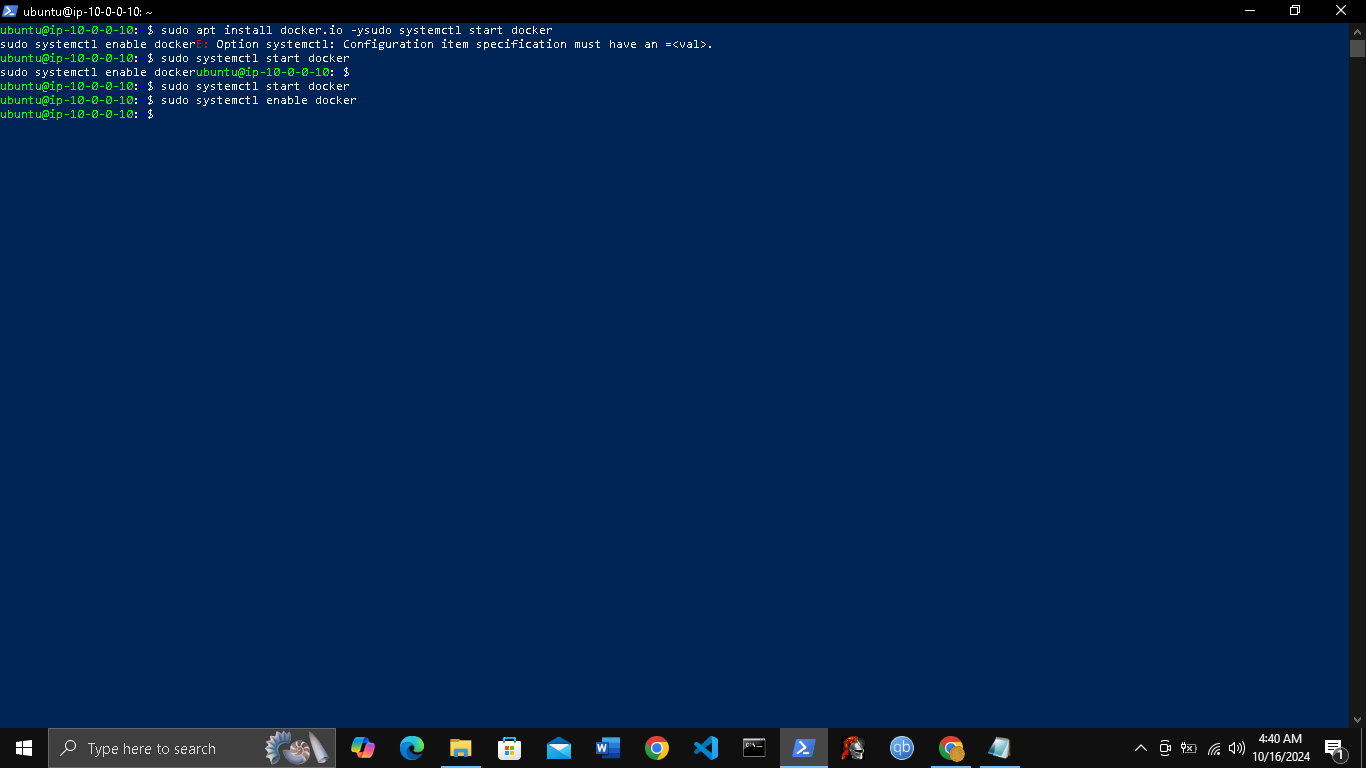 ubuntu@ip-10-0-0-10: ~
ubuntu@ip-10-0-0-10:~$ sudo apt install docker.io -ysudo systemctl start docker
sudo systemctl enable dockerE: Option systemctl: Configuration item specification must have an =<val>.
ubuntu@ip-10-0-0-10:~$ sudo systemctl start docker
sudo systemctl enable dockerubuntu@ip-10-0-0-10:~$
ubuntu@ip-10-0-0-10:~$ sudo systemctl start docker
ubuntu@ip-10-0-0-10:~$ sudo systemctl enable docker
ubuntu@ip-10-0-0-10:~$
Type here to search
W
qb
4:40 AM
10/16/2024
1